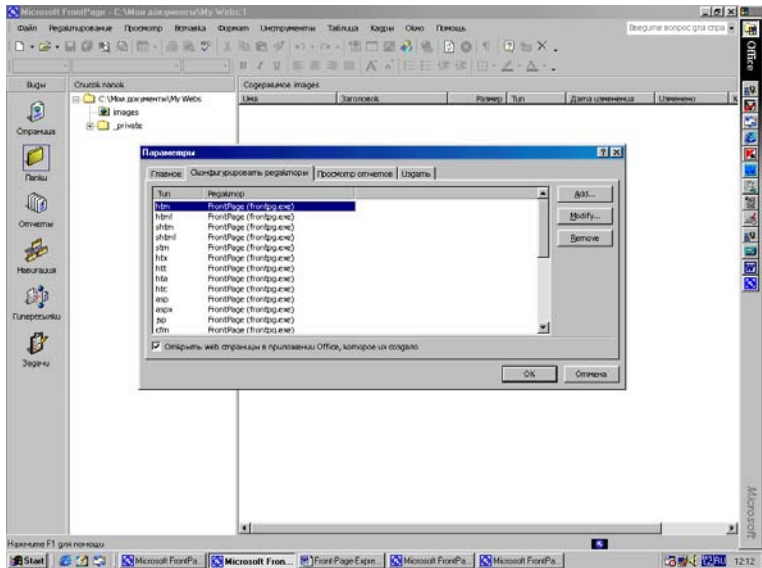 Microsoft FrontPage - C:\Мои документы\My Webs:1
Файл Редактирование Просмотр Вставка Формат Инструменты Таблица Кадры Окно Помощь
Введите вопрос для спра
Виды
Список папок
Содержимое images
C:\Мои документы\My Webs
images
_private
Имя Заголовок Размер Тип Дата изменения Изменено К
Страница
Папки
Отчеты
Навигация
Гиперссылки
Задачи
Параметры
Главное Сконфигурировать редакторы Просмотр отчетов Издать
Тип Редактор
htm FrontPage (frontpg.exe)
html FrontPage (frontpg.exe)
shtm FrontPage (frontpg.exe)
shtml FrontPage (frontpg.exe)
stm FrontPage (frontpg.exe)
htx FrontPage (frontpg.exe)
htt FrontPage (frontpg.exe)
hta FrontPage (frontpg.exe)
htc FrontPage (frontpg.exe)
asp FrontPage (frontpg.exe)
aspx FrontPage (frontpg.exe)
jsp FrontPage (frontpg.exe)
cfm FrontPage (frontpg.exe)
Add...
Modify...
Remove
Открыть web страницы в приложении Office, которое их создало
OK Отмена
Office
Microsoft
Нажмите F1 для помощи
Start Microsoft FrontPa... Microsoft Fron... Front-Page-Expre... Microsoft FrontPa... Microsoft FrontPa... RU 12:12